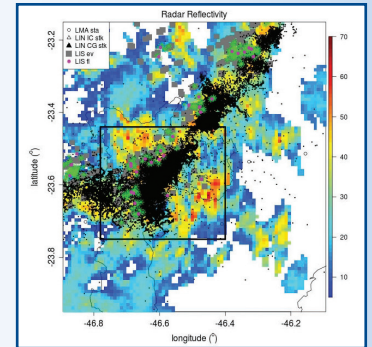 Radar Reflectivity
LMA sta
LIN IC stk
LIN CG stk
LIS ev
LIS fl
latitude (°)
-23.2
-23.4
-23.6
-23.8
-46.8
-46.6
-46.4
-46.2
longitude (°)
70
60
50
40
30
20
10